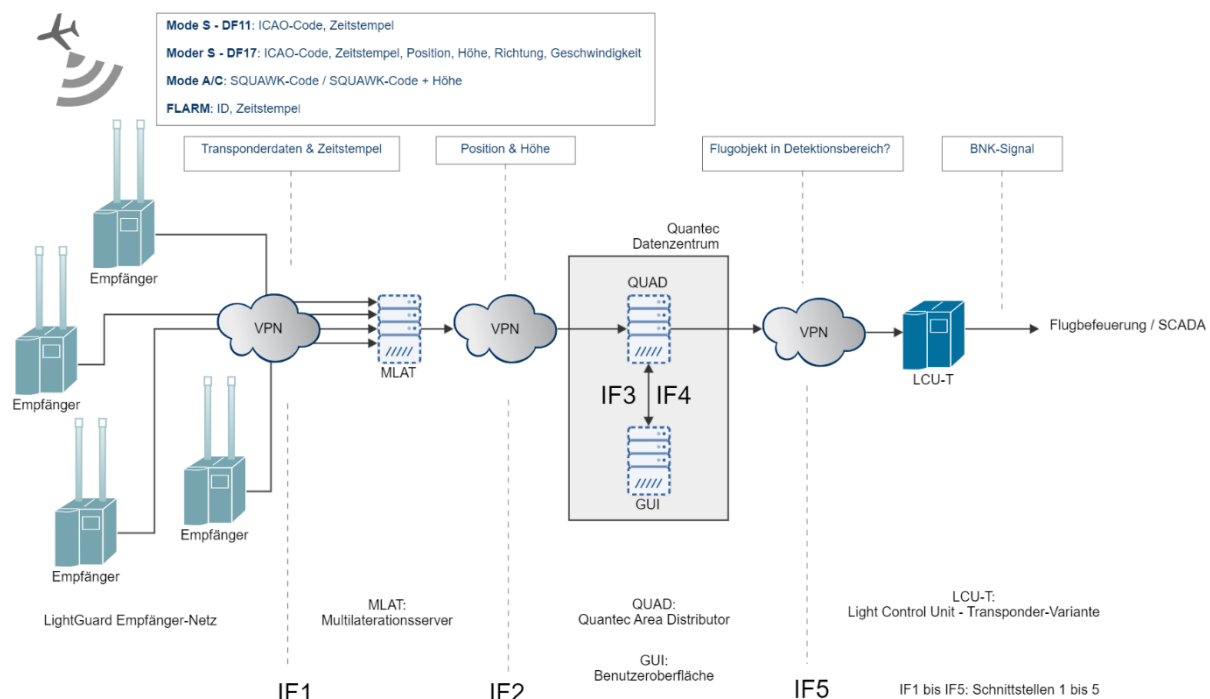 Mode S - DF11: ICAO-Code, Zeitstempel
Moder S - DF17: ICAO-Code, Zeitstempel, Position, Höhe, Richtung, Geschwindigkeit
Mode A/C: SQUAWK-Code / SQUAWK-Code + Höhe
FLARM: ID, Zeitstempel
Transponderdaten & Zeitstempel
Position & Höhe
Flugobjekt in Detektionsbereich?
BNK-Signal
Quantec
Datenzentrum
Empfänger
Empfänger
Empfänger
Empfänger
VPN
MLAT
VPN
QUAD
IF3
IF4
GUI
VPN
LCU-T
Flugbefeuerung / SCADA
LightGuard Empfänger-Netz
MLAT:
Multilaterationsserver
QUAD:
Quantec Area Distributor
GUI:
Benutzeroberfläche
LCU-T:
Light Control Unit - Transponder-Variante
IF1
IF2
IF5
IF1 bis IF5: Schnittstellen 1 bis 5